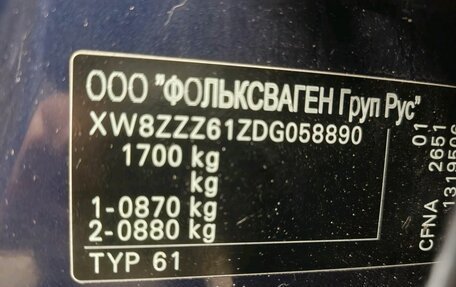 ООО "ФОЛЬКСВАГЕН Груп Рус"
XW8ZZZ61ZDG058890
1700 kg
kg
1-0870 kg
2-0880 kg
TYP 61
01
2651
CFNA